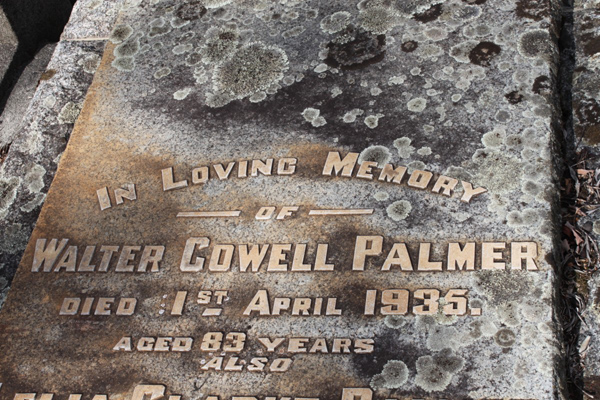 In Loving Memory
of
Walter Cowell Palmer
died 1st April 1935.
aged 83 years
also